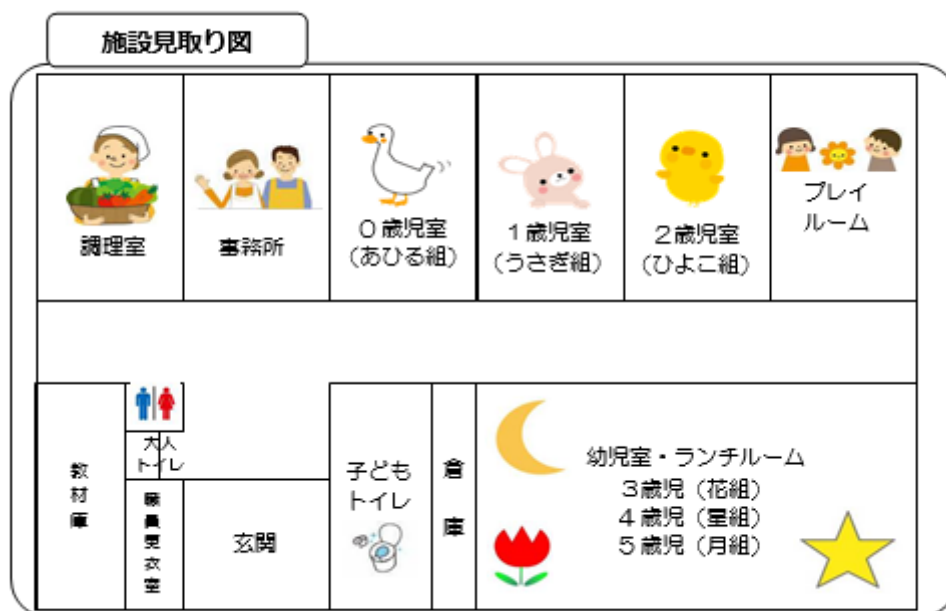 施設見取り図
調理室
事務所
0歳児室
(あひる組)
1歳児室
(うさぎ組)
2歳児室
(ひよこ組)
プレイ
ルーム
教材庫
大人
トイレ
職員更衣室
玄関
子ども
トイレ
倉庫
幼児室・ランチルーム
3歳児（花組）
4歳児（星組）
5歳児（月組）